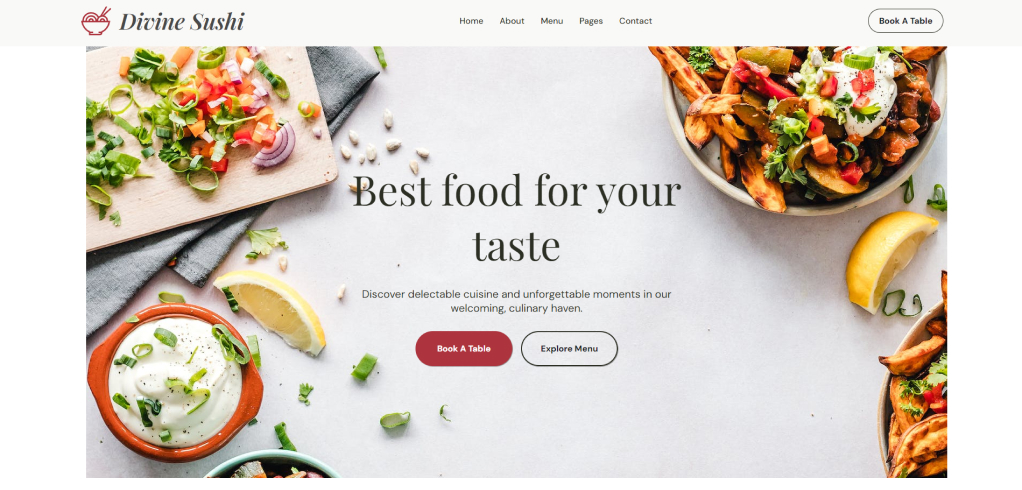 Divine Sushi
Home About Menu Pages Contact
Book A Table
Best food for your
taste
Discover delectable cuisine and unforgettable moments in our
welcoming, culinary haven.
Book A Table Explore Menu